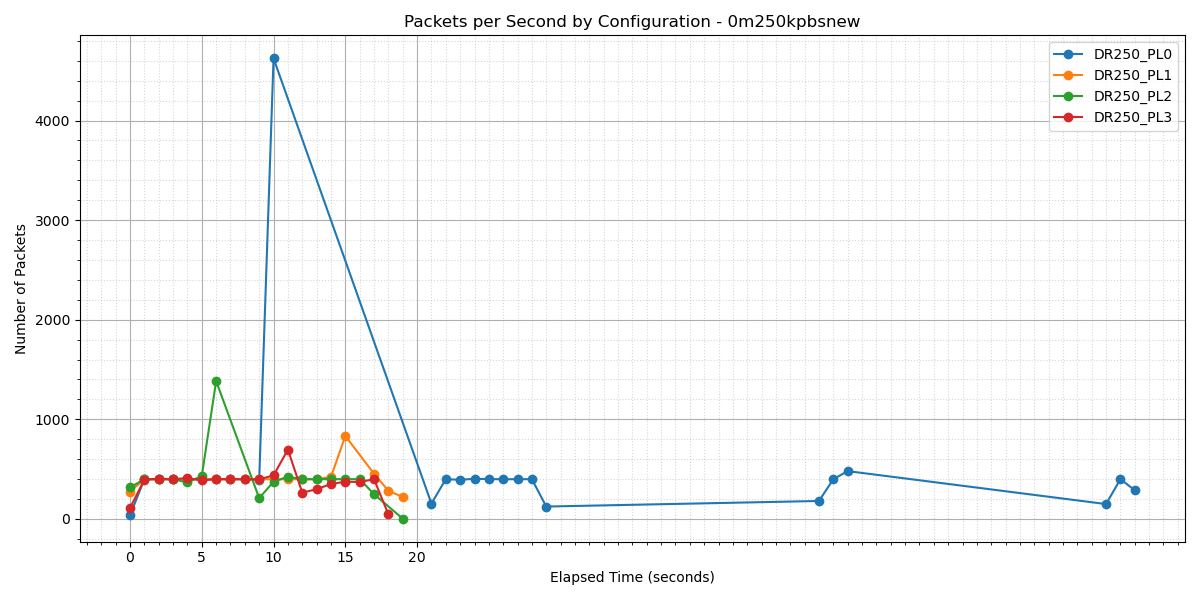 Packets per Second by Configuration - 0m250kpbsnew
DR250_PL0
DR250_PL1
DR250_PL2
DR250_PL3
Number of Packets
4000
3000
2000
1000
0
0 5 10 15 20
Elapsed Time (seconds)